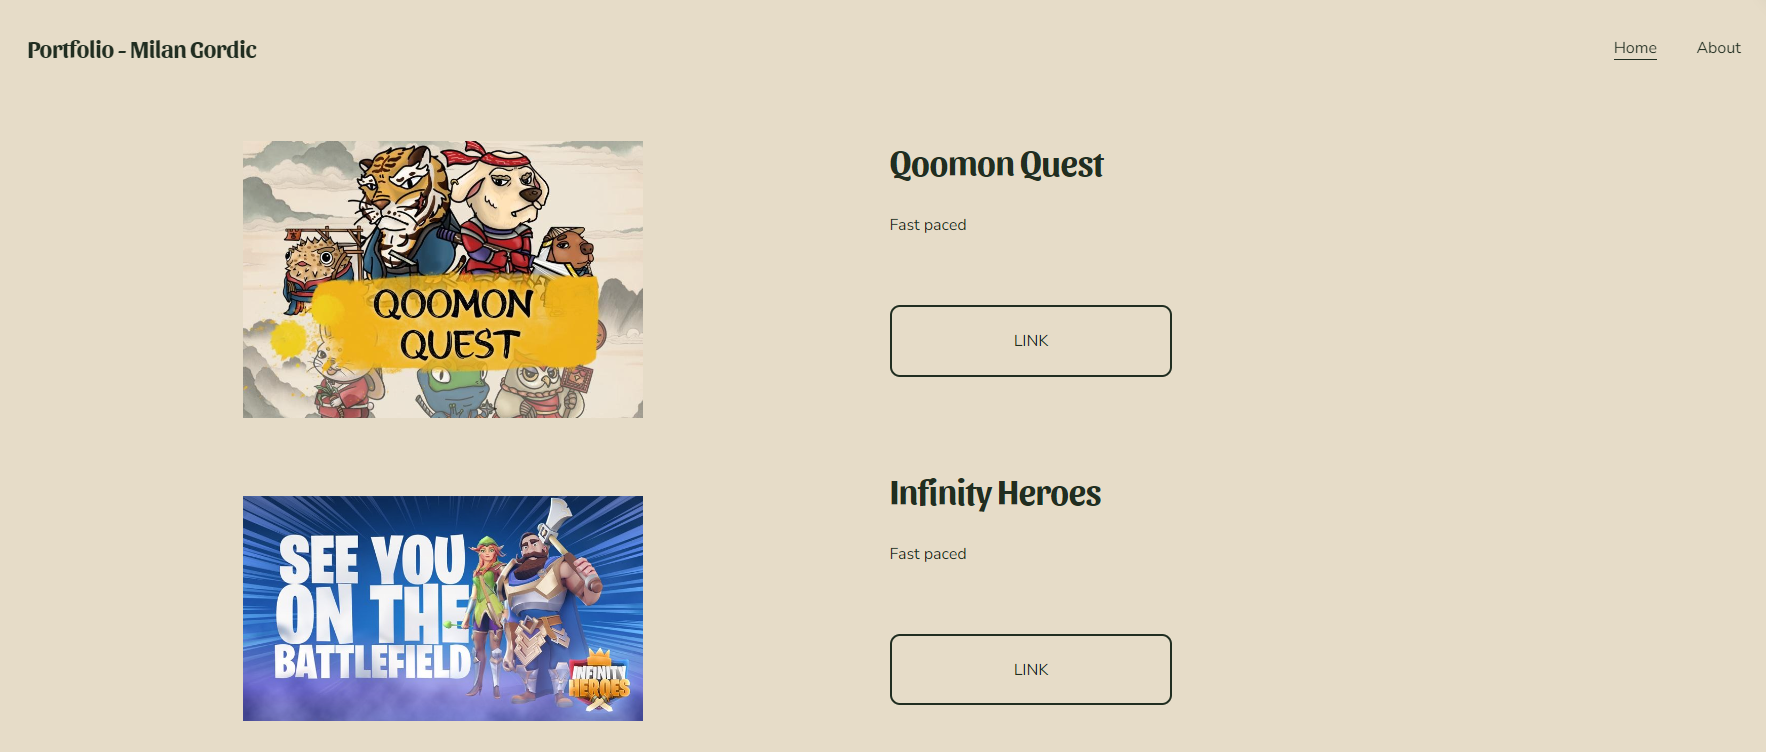 Portfolio - Milan Gordic
Home
About
QOOMON
QUEST
Qoomon Quest
Fast paced
LINK
SEE YOU
ON THE
BATTLEFIELD
INFINITY
HEROES
Infinity Heroes
Fast paced
LINK